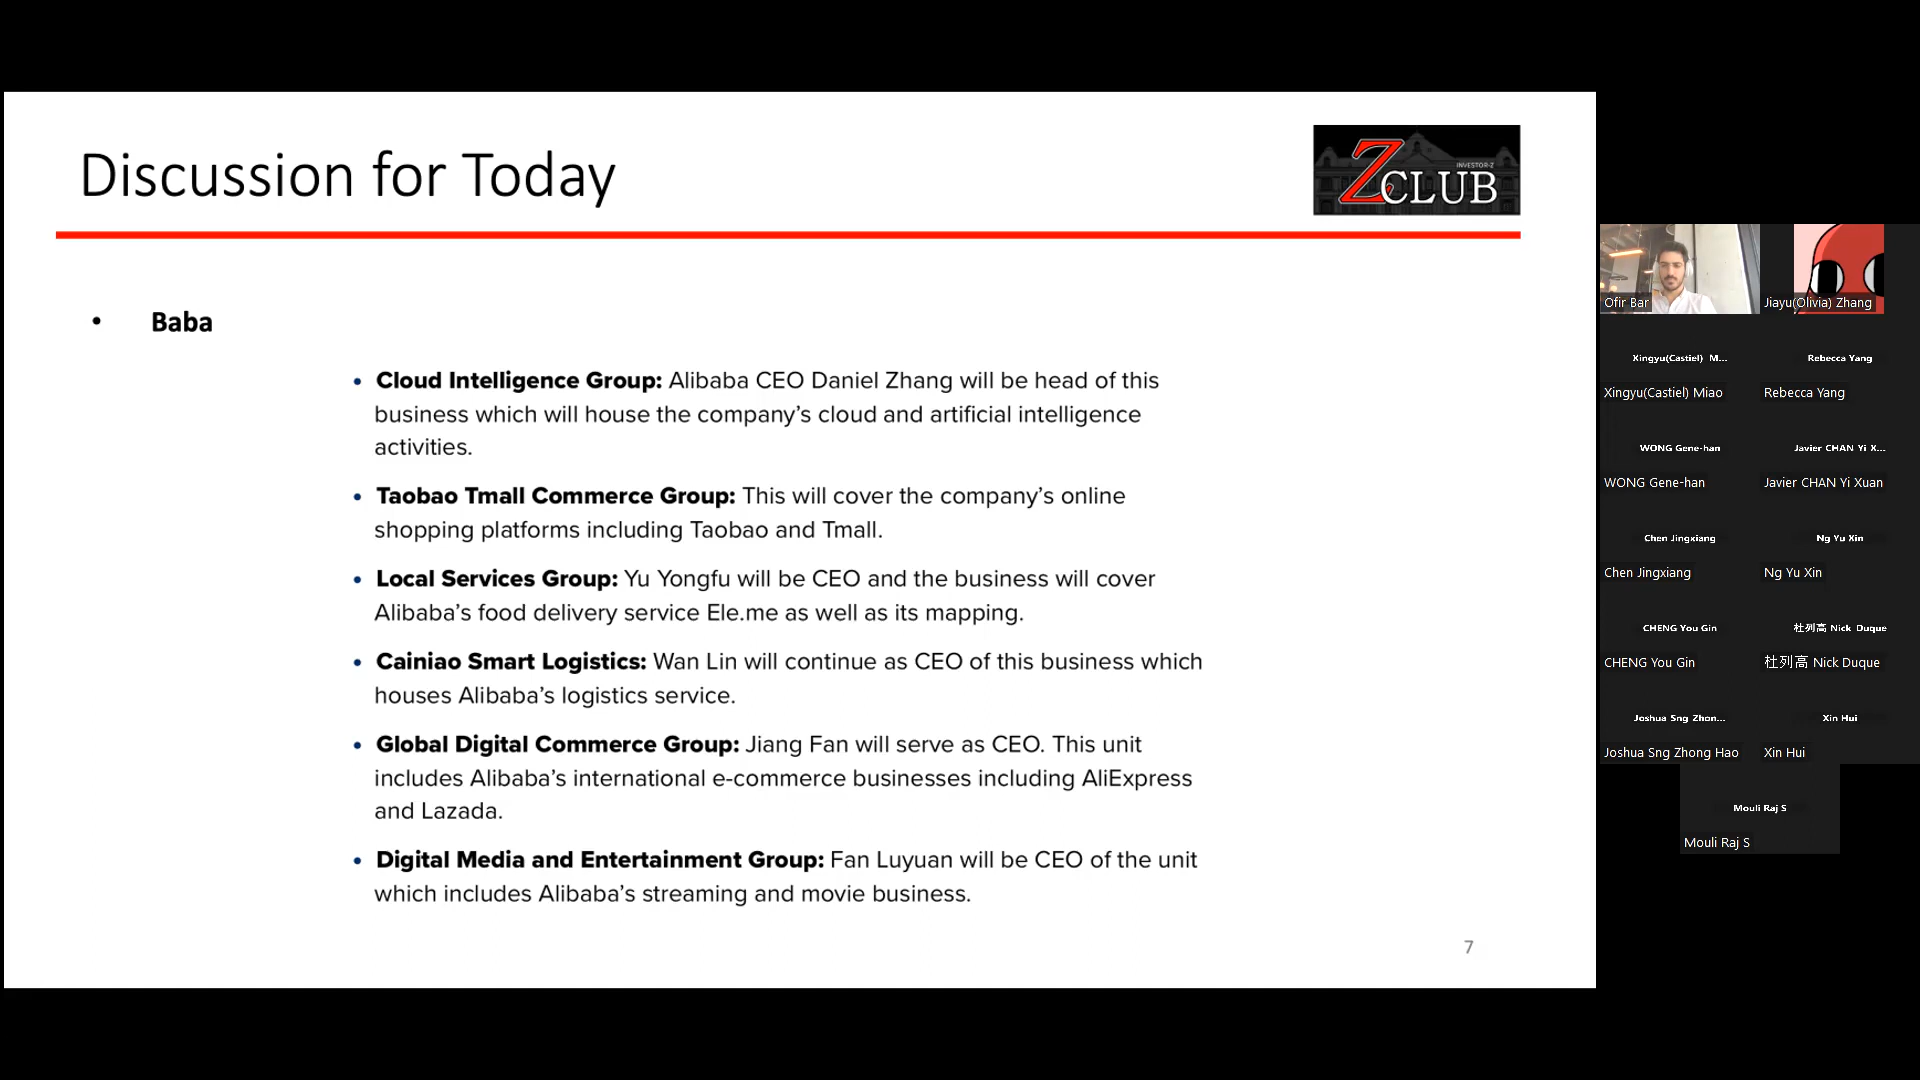 Discussion for Today
INVESTOR-Z
ZCLUB
• Baba
• Cloud Intelligence Group: Alibaba CEO Daniel Zhang will be head of this
business which will house the company’s cloud and artificial intelligence
activities.
• Taobao Tmall Commerce Group: This will cover the company’s online
shopping platforms including Taobao and Tmall.
• Local Services Group: Yu Yongfu will be CEO and the business will cover
Alibaba’s food delivery service Ele.me as well as its mapping.
• Cainiao Smart Logistics: Wan Lin will continue as CEO of this business which
houses Alibaba’s logistics service.
• Global Digital Commerce Group: Jiang Fan will serve as CEO. This unit
includes Alibaba’s international e-commerce businesses including AliExpress
and Lazada.
• Digital Media and Entertainment Group: Fan Luyuan will be CEO of the unit
which includes Alibaba’s streaming and movie business.
7
Ofir Bar
Jiayu(Olivia) Zhang
Xingyu(Castiel) M...
Rebecca Yang
Xingyu(Castiel) Miao
Rebecca Yang
WONG Gene-han
Javier CHAN Yi X...
WONG Gene-han
Javier CHAN Yi Xuan
Chen Jingxiang
Ng Yu Xin
Chen Jingxiang
Ng Yu Xin
CHENG You Gin
杜列高 Nick Duque
CHENG You Gin
杜列高 Nick Duque
Joshua Sng Zhon...
Xin Hui
Joshua Sng Zhong Hao
Xin Hui
Mouli Raj S
Mouli Raj S